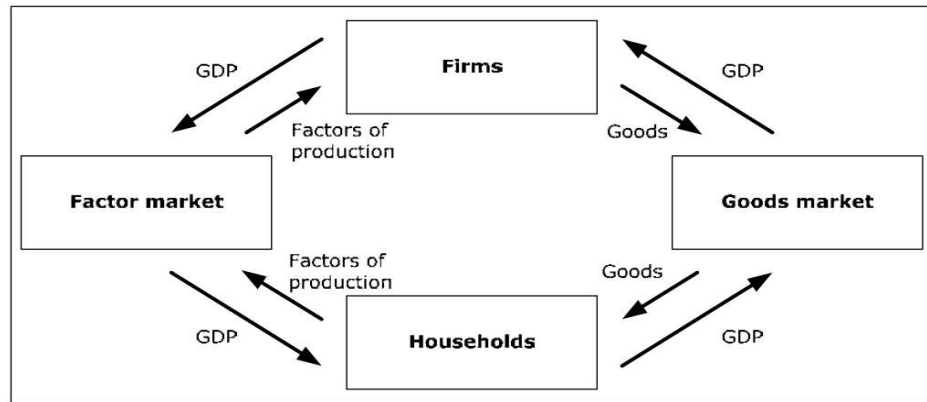 Firms
GDP
GDP
Factors of
production
Goods
Factor market
Goods market
Factors of
production
Goods
GDP
Households
GDP